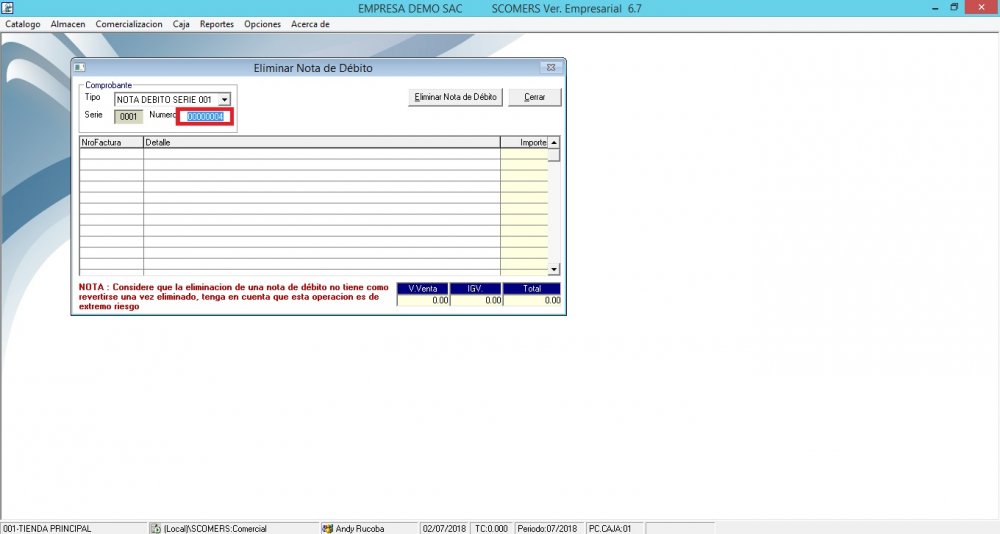 EMPRESA DEMO SAC SCOMERS Ver. Empresarial 6.7
Catalogo Almacen Comercializacion Caja Reportes Opciones Acerca de
Eliminar Nota de Débito
Comprobante
Tipo NOTA DEBITO SERIE 001
Eliminar Nota de Débito Cerrar
Serie 0001 Numero 00000004
NroFactura Detalle Importe
NOTA : Considere que la eliminacion de una nota de débito no tiene como
revertirse una vez eliminado, tenga en cuenta que esta operacion es de
extremo riesgo
V.Venta IGV. Total
0.00 0.00 0.00
001-TIENDA PRINCIPAL (Local)\SCOMERS:Comercial Andy Rucoba 02/07/2018 TC:0.000 Periodo:07/2018 PC.CAJA:01